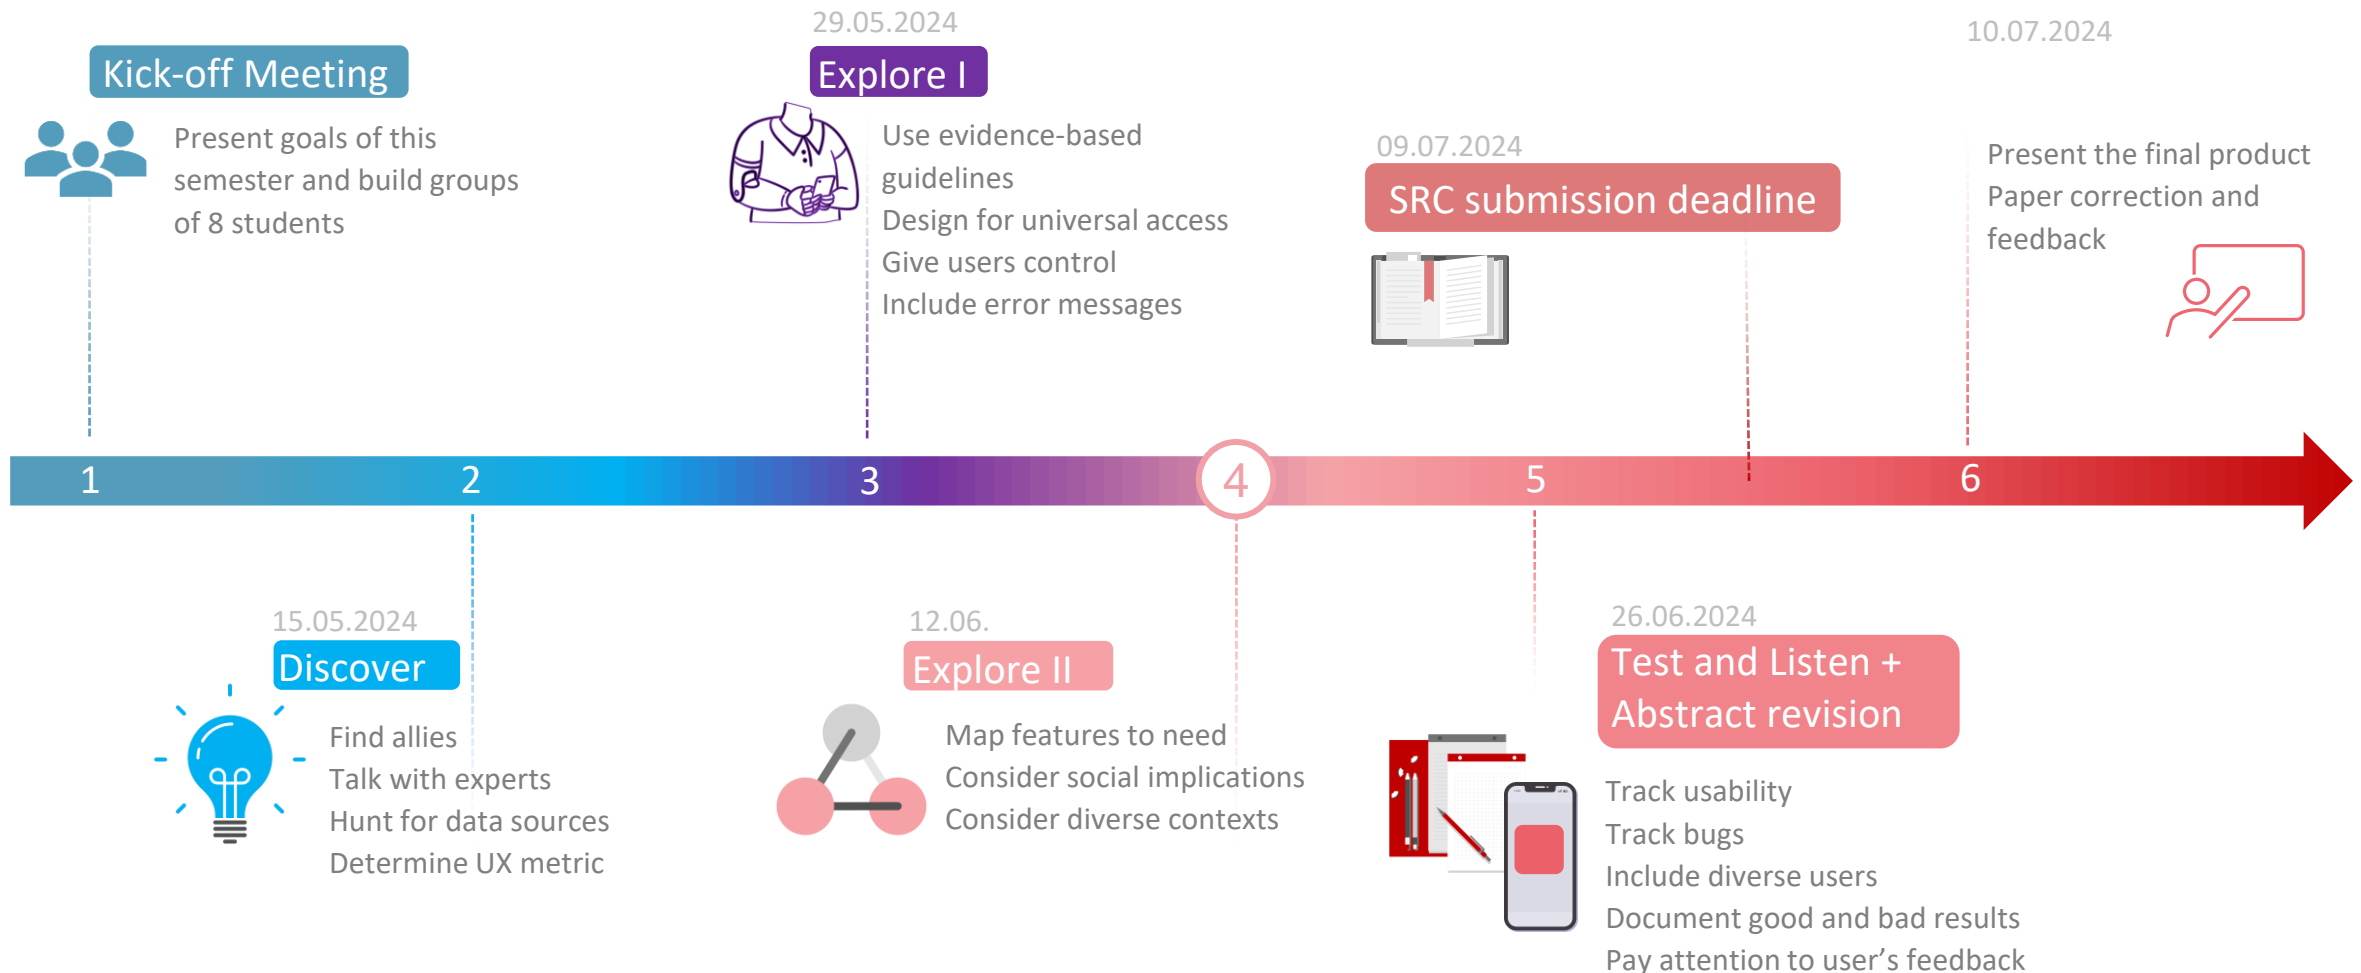 Kick-off Meeting
Present goals of this
semester and build groups
of 8 students
29.05.2024
Explore I
Use evidence-based
guidelines
Design for universal access
Give users control
Include error messages
09.07.2024
SRC submission deadline
10.07.2024
Present the final product
Paper correction and
feedback
1
2
3
4
5
6
15.05.2024
Discover
Find allies
Talk with experts
Hunt for data sources
Determine UX metric
12.06.
Explore II
Map features to need
Consider social implications
Consider diverse contexts
26.06.2024
Test and Listen +
Abstract revision
Track usability
Track bugs
Include diverse users
Document good and bad results
Pay attention to user’s feedback